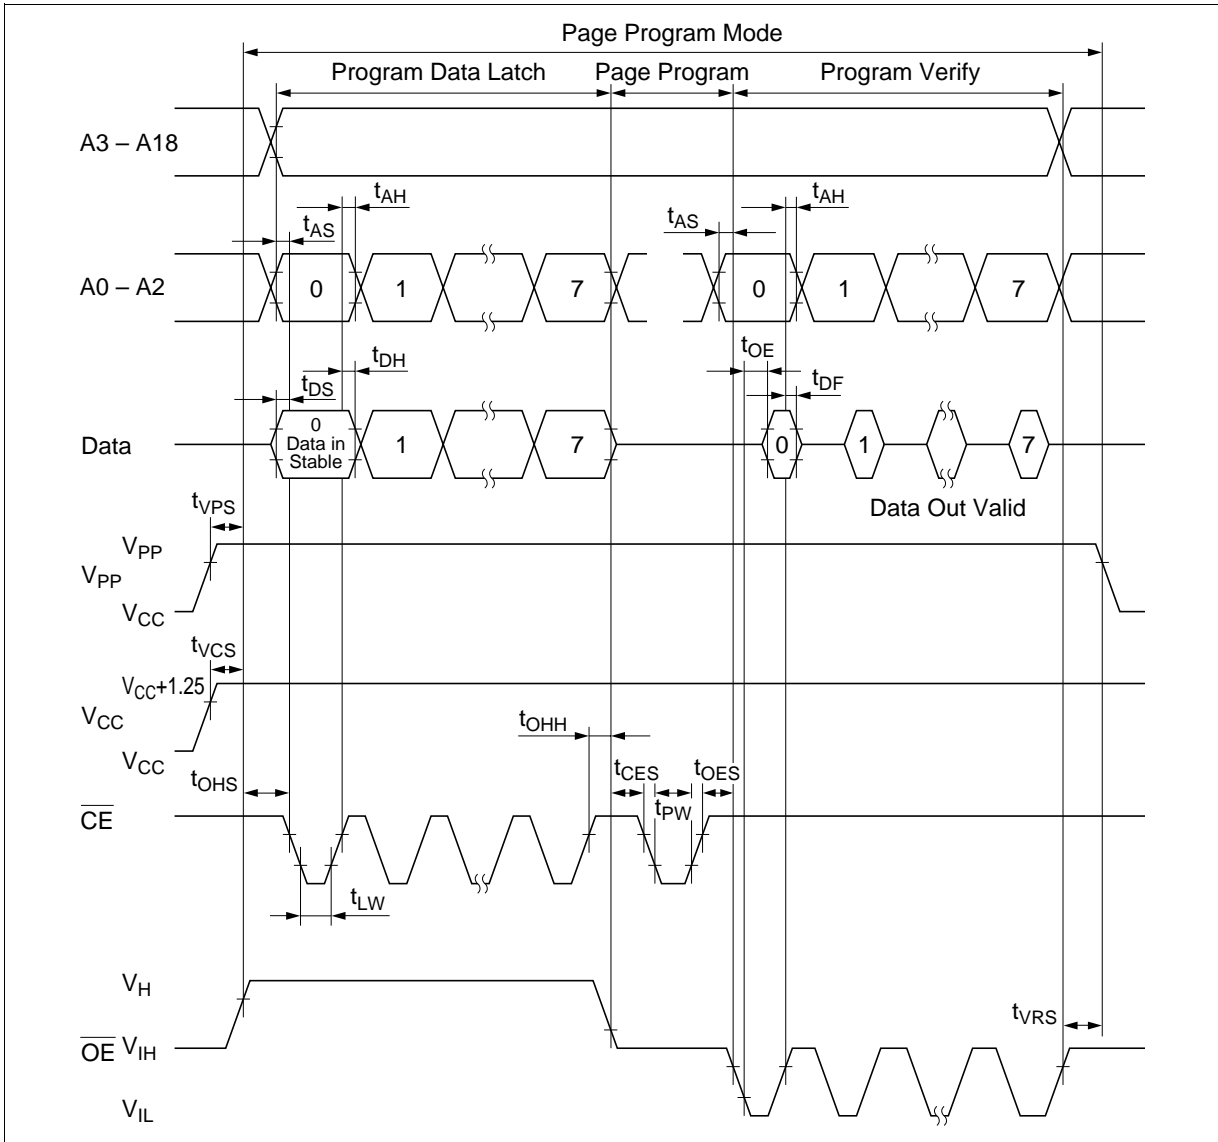 Page Program Mode
Program Data Latch Page Program Program Verify
A3 – A18
tAH tAH
tAS tAS
A0 – A2 0 1 7 0 1 7
tOE
tDH
tDS tDF
Data 0 Data in Stable 1 7 0 1 7
Data Out Valid
tVPS
VPP
VPP
VCC
tVCS
VCC+1.25
VCC
VCC
tOHH
tOHS tCES tOES
CE tPW
tLW
VH
tVRS
OE VIH
VIL